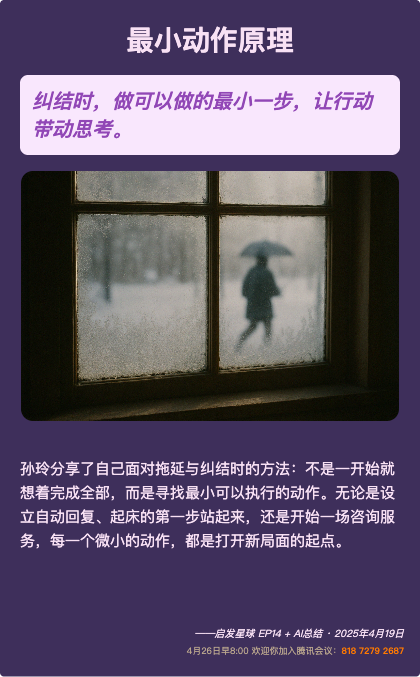 最小动作原理
纠结时，做可以做的最小一步，让行动
带动思考。
孙玲分享了自己面对拖延与纠结时的方法：不是一开始就
想着完成全部，而是寻找最小可以执行的动作。无论是设
立自动回复、起床的第一步站起来，还是开始一场咨询服
务，每一个微小的动作，都是打开新局面的起点。
——启发星球 EP14 + AI总结 · 2025年4月19日
4月26日早8:00 欢迎你加入腾讯会议：818 7279 2687